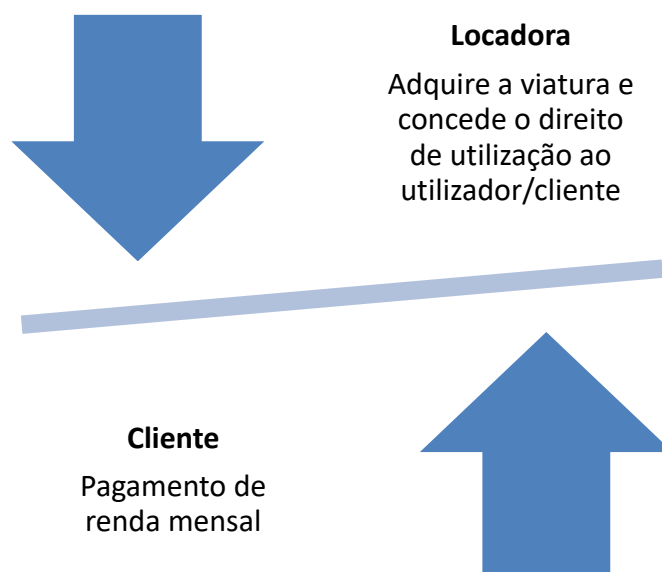 Locadora
Adquire a viatura e
concede o direito
de utilização ao
utilizador/cliente
Cliente
Pagamento de
renda mensal